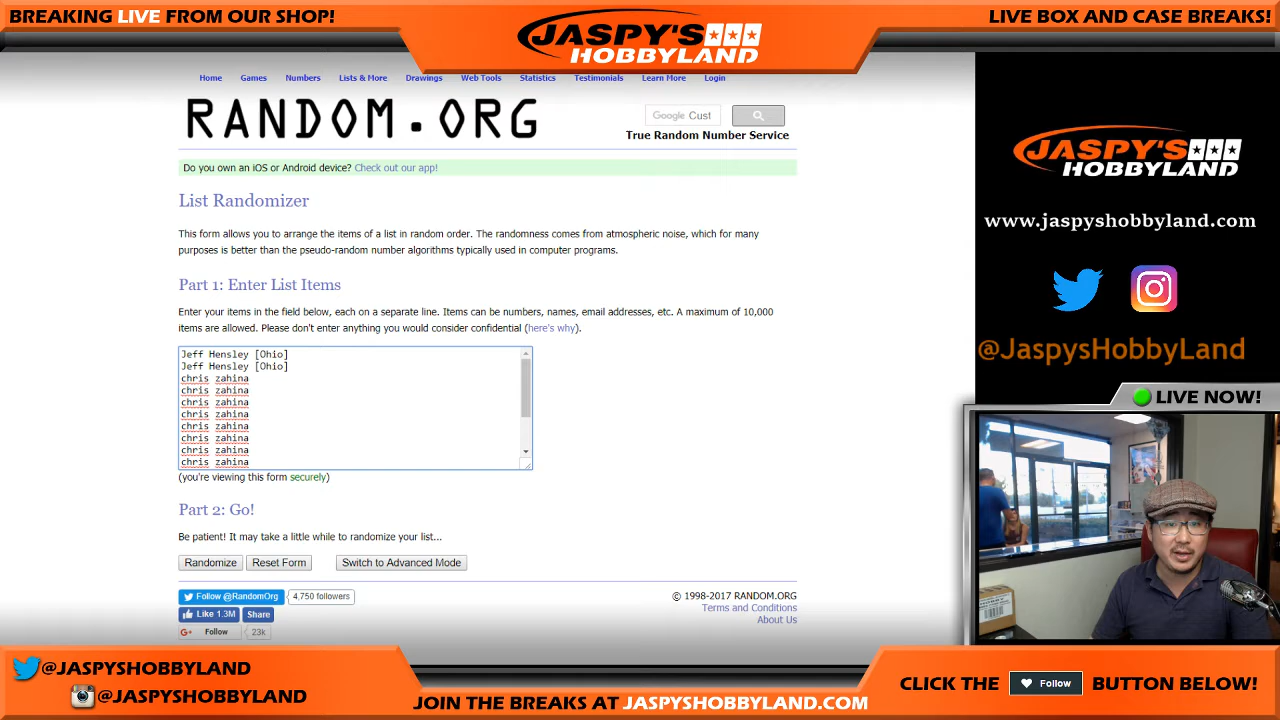 BREAKING LIVE FROM OUR SHOP!
JASPY'S
HOBBYLAND
LIVE BOX AND CASE BREAKS!
Home Games Numbers Lists & More Drawings Web Tools Statistics Testimonials Learn More Login
RANDOM.ORG
Google Cust
True Random Number Service
Do you own an iOS or Android device? Check out our app!
List Randomizer
This form allows you to arrange the items of a list in random order. The randomness comes from atmospheric noise, which for many
purposes is better than the pseudo-random number algorithms typically used in computer programs.
Part 1: Enter List Items
Enter your items in the field below, each on a separate line. Items can be numbers, names, email addresses, etc. A maximum of 10,000
items are allowed. Please don't enter anything you would consider confidential (here's why).
Jeff Hensley [Ohio]
Jeff Hensley [Ohio]
chris zahina
chris zahina
chris zahina
chris zahina
chris zahina
chris zahina
chris zahina
chris zahina
(you're viewing this form securely)
Part 2: Go!
Be patient! It may take a little while to randomize your list...
Randomize Reset Form Switch to Advanced Mode
Follow @RandomOrg 4,750 followers
Like 1.3M Share
G+ Follow 23k
© 1998-2017 RANDOM.ORG
Terms and Conditions
About Us
JASPY'S
HOBBYLAND
www.jaspyshobbyland.com
@JaspysHobbyLand
LIVE NOW!
@JASPYSHOBBYLAND
@JASPYSHOBBYLAND
JOIN THE BREAKS AT JASPYSHOBBYLAND.COM
CLICK THE Follow BUTTON BELOW!